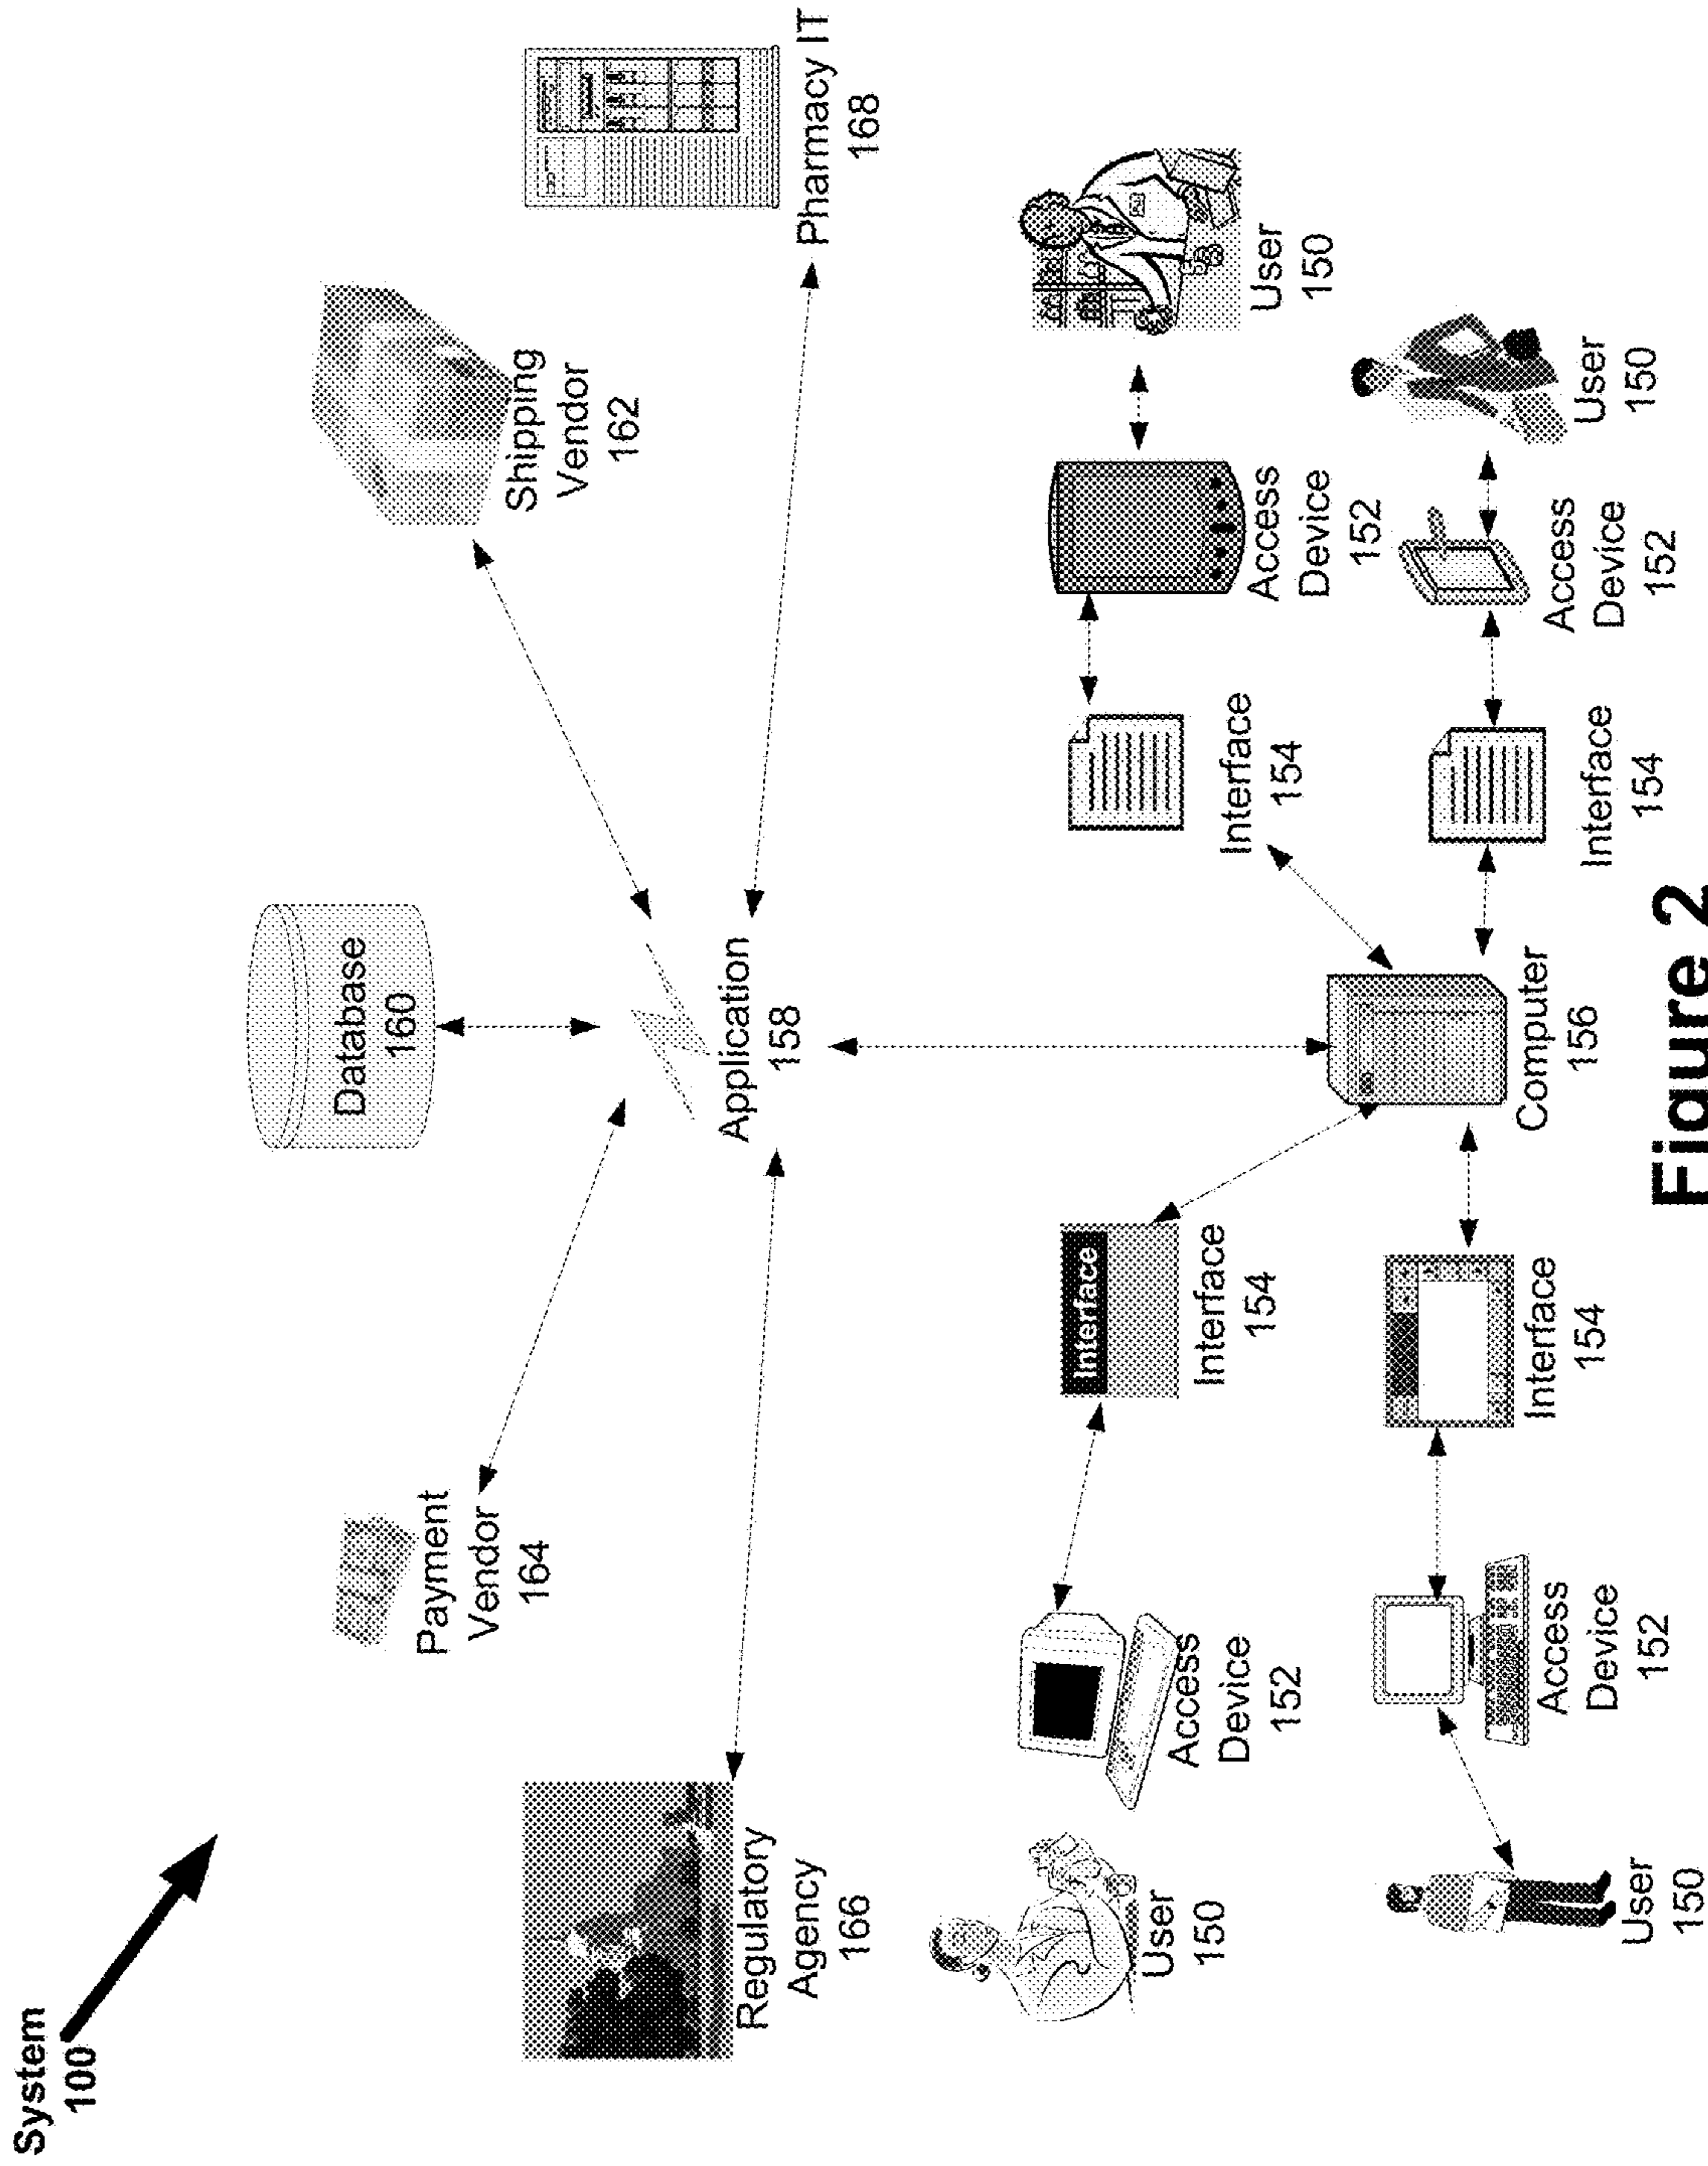 System
100
Database
160
Payment
Vendor
164
Shipping
Vendor
162
Regulatory
Agency
166
Application
158
Pharmacy IT
168
User
150
Access
Device
152
Interface
Interface
154
Interface
154
Access
Device
152
User
150
User
150
Access
Device
152
Interface
154
Computer
156
Interface
154
Access
Device
152
User
150
Figure 2